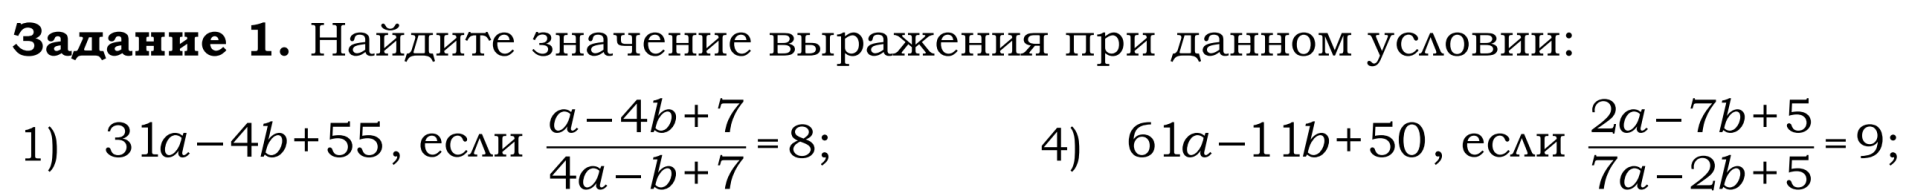 Задание 1. Найдите значение выражения при данном условии:
1) 31a−4b+55, если (a−4b+7)/(4a−b+7) = 8; 4) 61a−11b+50, если (2a−7b+5)/(7a−2b+5) = 9;